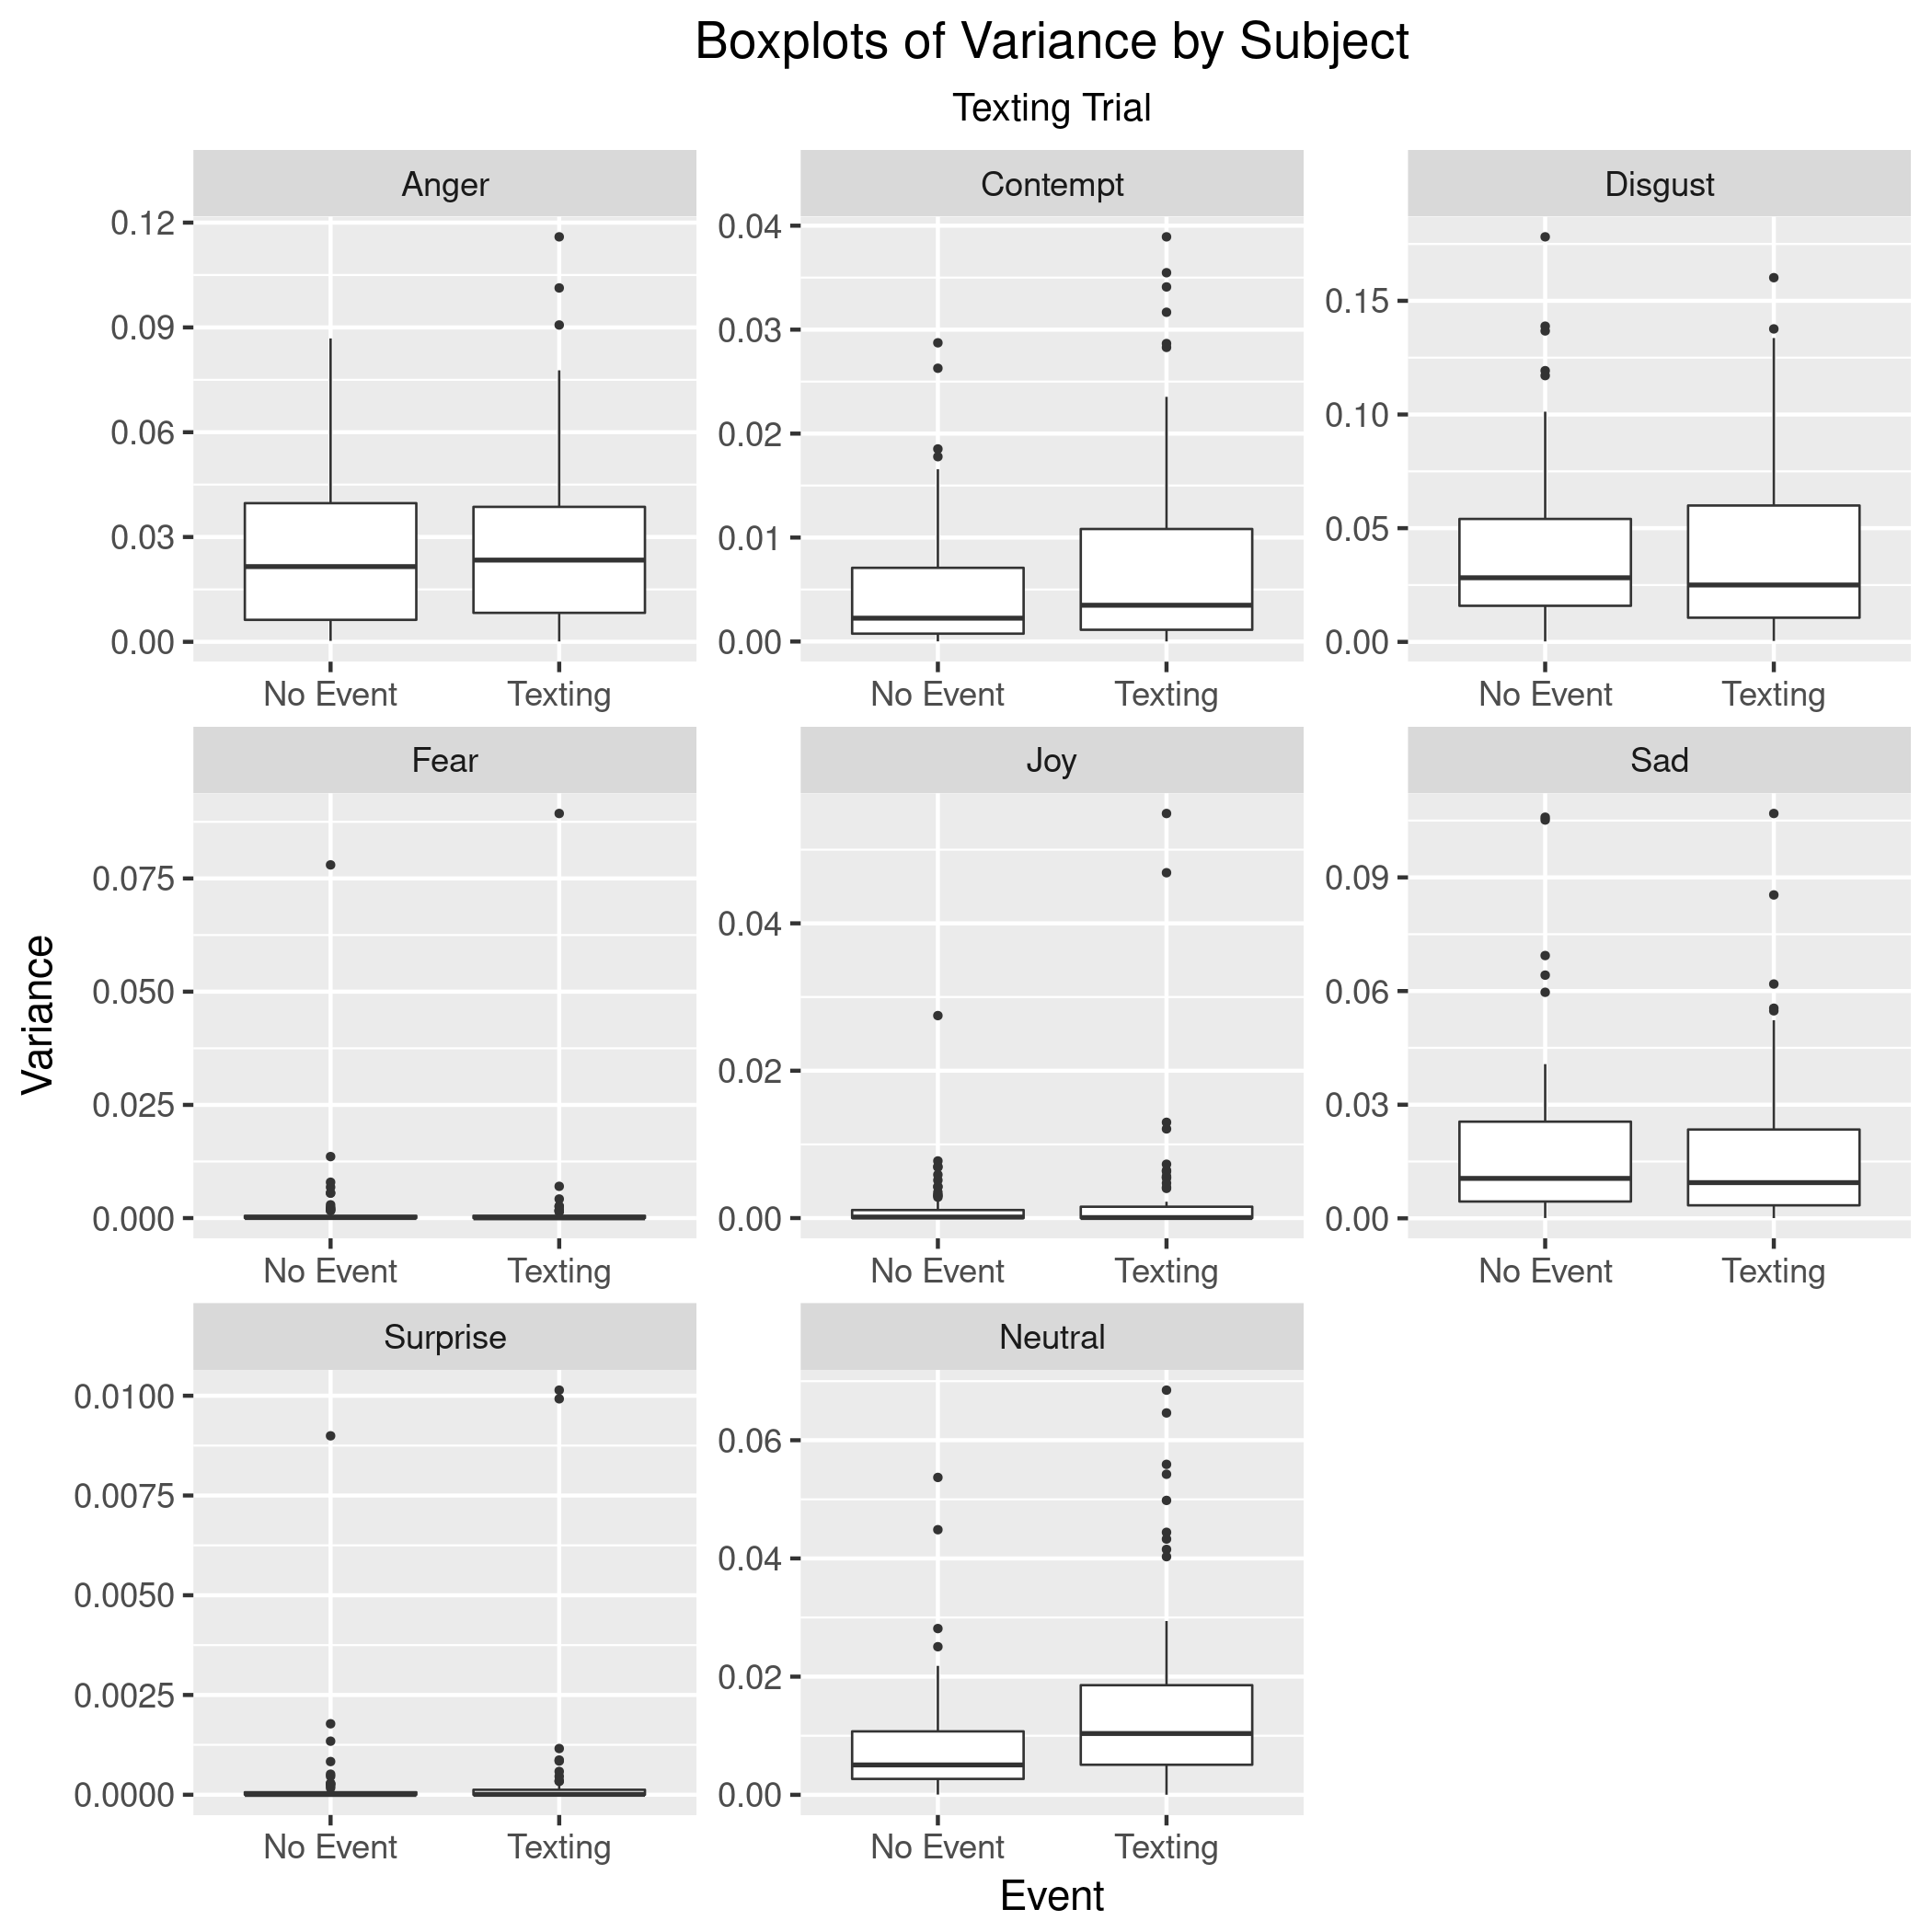 Boxplots of Variance by Subject
Texting Trial
Anger
0.12
0.09
0.06
0.03
0.00
No Event Texting
Contempt
0.04
0.03
0.02
0.01
0.00
No Event Texting
Disgust
0.15
0.10
0.05
0.00
No Event Texting
Variance
Fear
0.075
0.050
0.025
0.000
No Event Texting
Joy
0.04
0.02
0.00
No Event Texting
Sad
0.09
0.06
0.03
0.00
No Event Texting
Surprise
0.0100
0.0075
0.0050
0.0025
0.0000
No Event Texting
Neutral
0.06
0.04
0.02
0.00
No Event Texting
Event